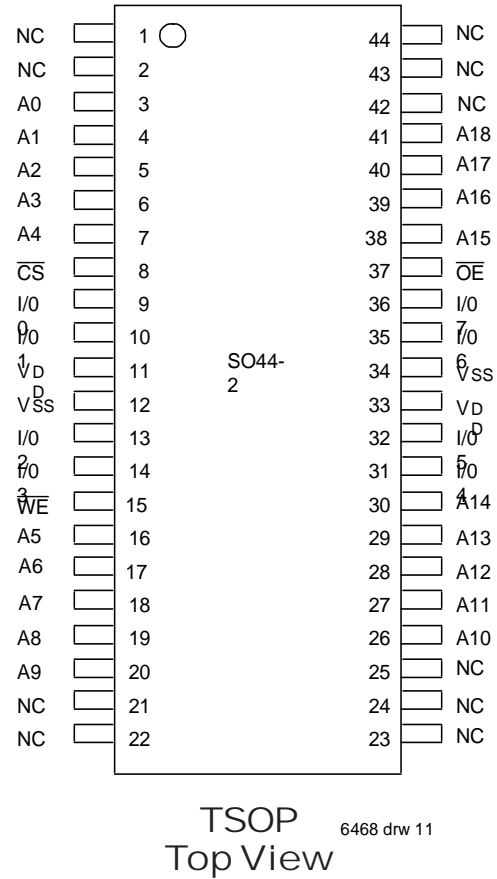 NC 1 44 NC
NC 2 43 NC
A0 3 42 NC
A1 4 41 A18
A2 5 40 A17
A3 6 39 A16
A4 7 38 A15
C̅S̅ 8 37 O̅E̅
I/0 0 9 36 I/0 7
I/0 1 10 35 I/0 6
VDD 11 34 VSS
SO44-
2
VSS 12 33 VDD
I/0 2 13 32 I/0 5
I/0 3 14 31 I/0 4
W̅E̅ 15 30 A14
A5 16 29 A13
A6 17 28 A12
A7 18 27 A11
A8 19 26 A10
A9 20 25 NC
NC 21 24 NC
NC 22 23 NC
TSOP 6468 drw 11
Top View